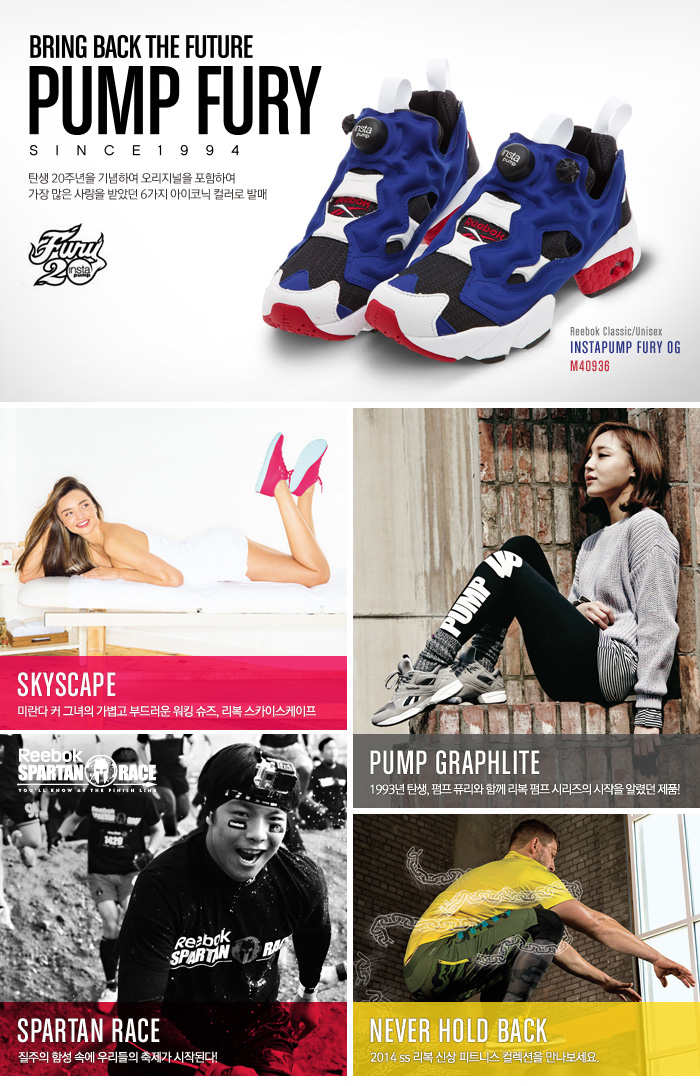 BRING BACK THE FUTURE
PUMP FURY
SINCE1994
탄생 20주년을 기념하여 오리지널을 포함하여
가장 많은 사랑을 받았던 6가지 아이코닉 컬러로 발매
Fury
20
insta
pump
insta
pump
insta
pump
Reebok
Reebok
Reebok Classic/Unisex
INSTAPUMP FURY OG
M40936
SKYSCAPE
미란다 커 그녀의 가볍고 부드러운 워킹 슈즈, 리복 스카이스케이프
PUMP
PUMP GRAPHLITE
1993년 탄생, 펌프 퓨리와 함께 리복 펌프 시리즈의 시작을 알렸던 제품!
Reebok
SPARTAN RACE
YOU'LL KNOW AT THE FINISH LINE
1429
Reebok
SPARTAN RACE
SPARTAN RACE
질주의 함성 속에 우리들의 축제가 시작된다!
NEVER HOLD BACK
2014 ss 리복 신상 피트니스 컬렉션을 만나보세요.